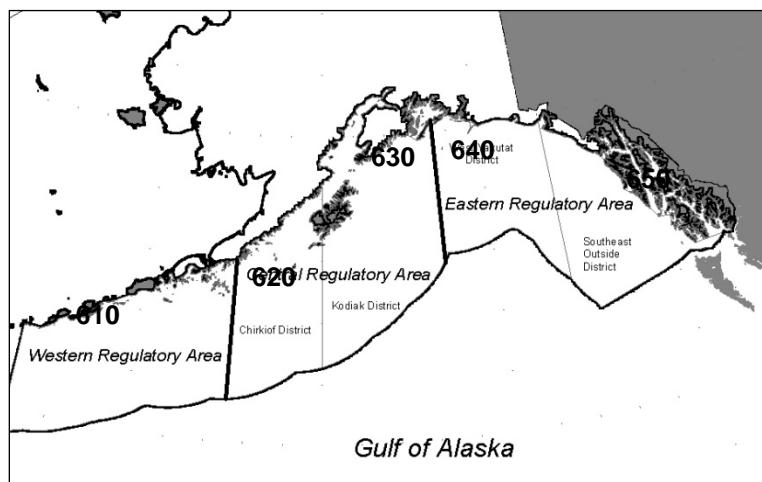 630
640
Yakutat
District
650
Eastern Regulatory Area
Southeast
Outside
District
Central Regulatory Area
620
Kodiak District
610
Chirkiof District
Western Regulatory Area
Gulf of Alaska